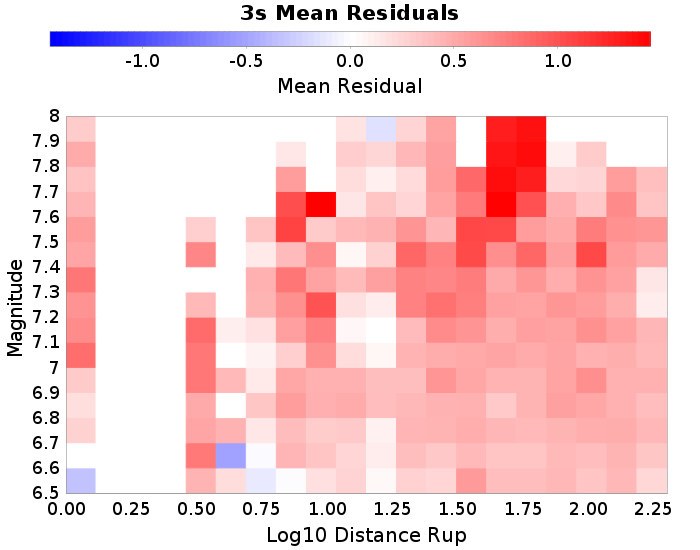 3s Mean Residuals
-1.0 -0.5 0.0 0.5 1.0
Mean Residual
8
7.9
7.8
7.7
7.6
7.5
7.4
7.3
7.2
7.1
7
6.9
6.8
6.7
6.6
6.5
Magnitude
0.00 0.25 0.50 0.75 1.00 1.25 1.50 1.75 2.00 2.25
Log10 Distance Rup